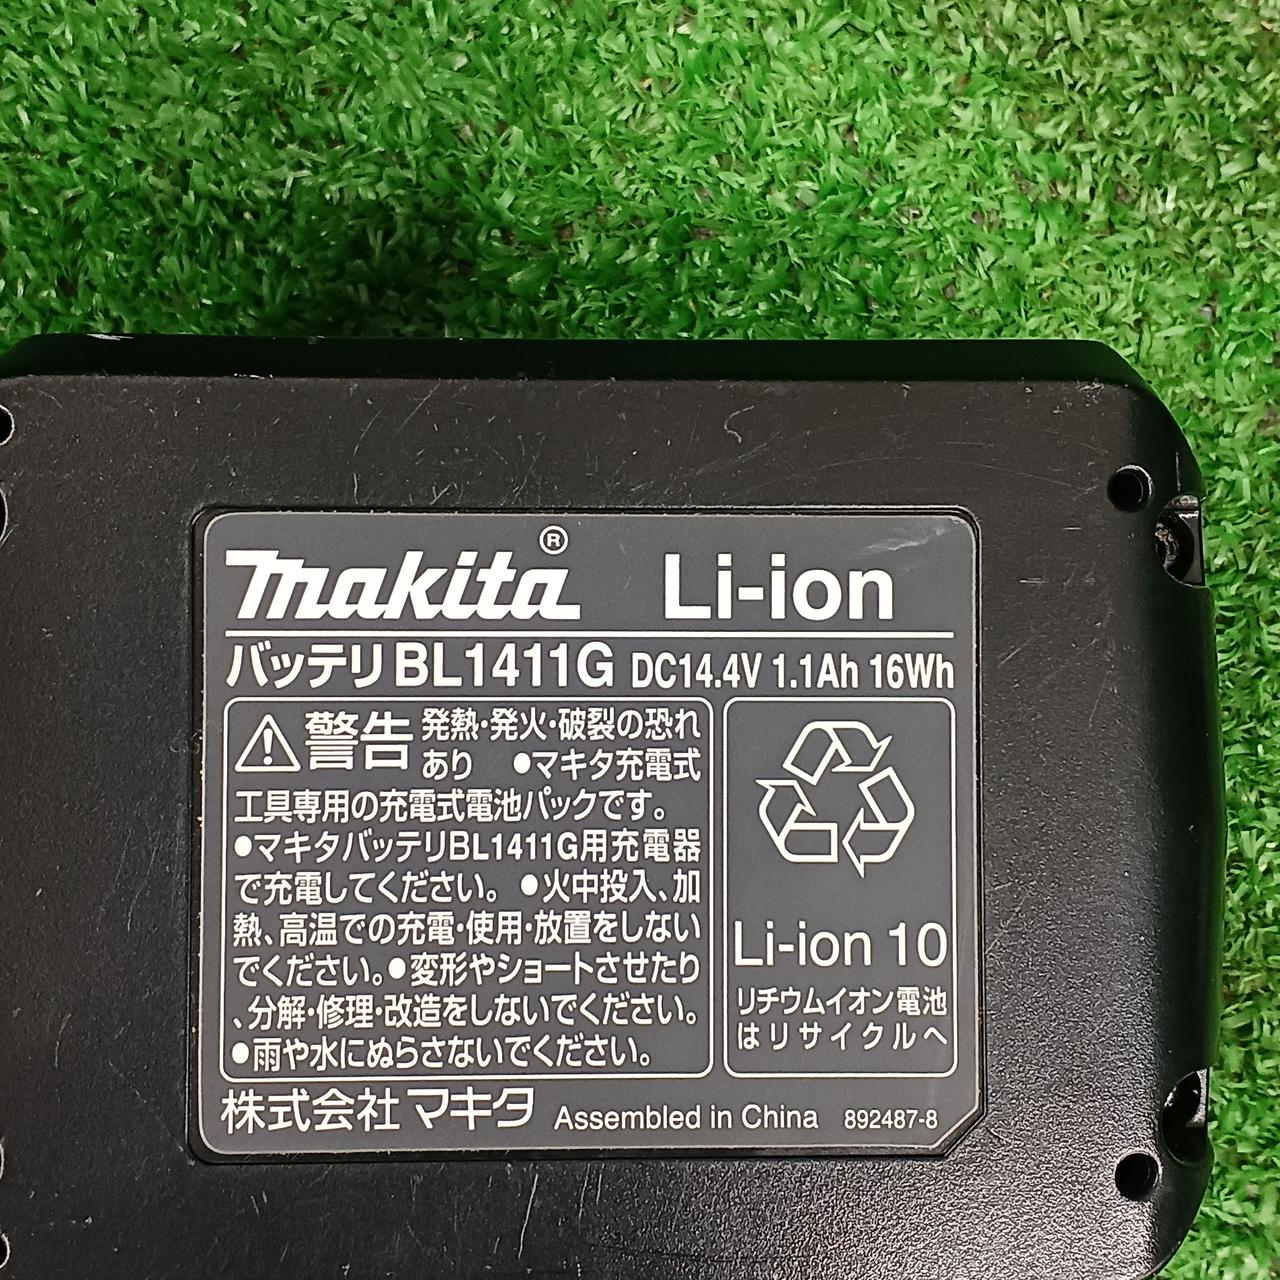 makita® Li-ion
バッテリ BL1411G DC14.4V 1.1Ah 16Wh
警告 発熱・発火・破裂の恐れ
あり ●マキタ充電式
工具専用の充電式電池パックです。
●マキタバッテリBL1411G用充電器
で充電してください。 ●火中投入、加
熱、高温での充電・使用・放置をしない
でください。●変形やショートさせたり
、分解・修理・改造をしないでください。
●雨や水にぬらさないでください。
Li-ion 10
リチウムイオン電池
はリサイクルへ
株式会社マキタ Assembled in China 892487-8